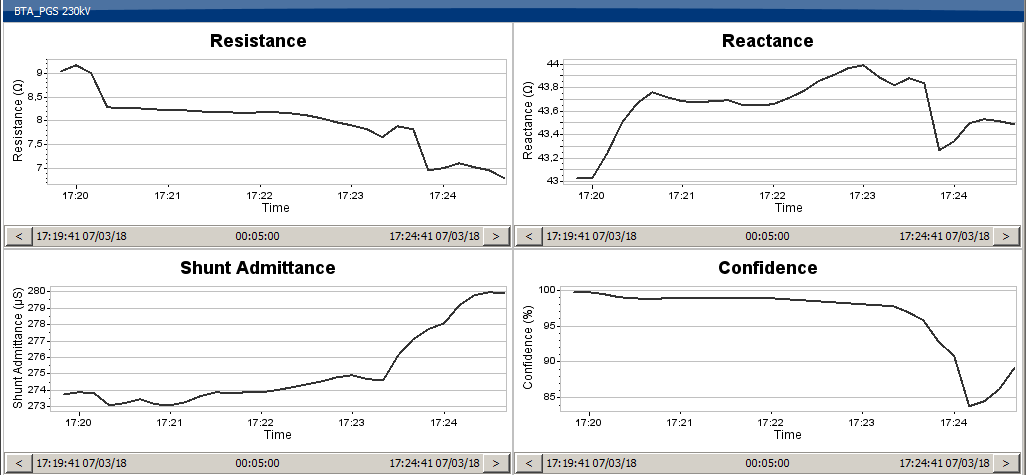 BTA_PGS 230kV
Resistance
Resistance (Ω)
9
8,5
8
7,5
7
17:20 17:21 17:22 17:23 17:24
Time
< 17:19:41 07/03/18 00:05:00 17:24:41 07/03/18 >
Reactance
Reactance (Ω)
44
43,8
43,6
43,4
43,2
43
17:20 17:21 17:22 17:23 17:24
Time
< 17:19:41 07/03/18 00:05:00 17:24:41 07/03/18 >
Shunt Admittance
Shunt Admittance (µS)
280
279
278
277
276
275
274
273
17:20 17:21 17:22 17:23 17:24
Time
< 17:19:41 07/03/18 00:05:00 17:24:41 07/03/18 >
Confidence
Confidence (%)
100
95
90
85
17:20 17:21 17:22 17:23 17:24
Time
< 17:19:41 07/03/18 00:05:00 17:24:41 07/03/18 >